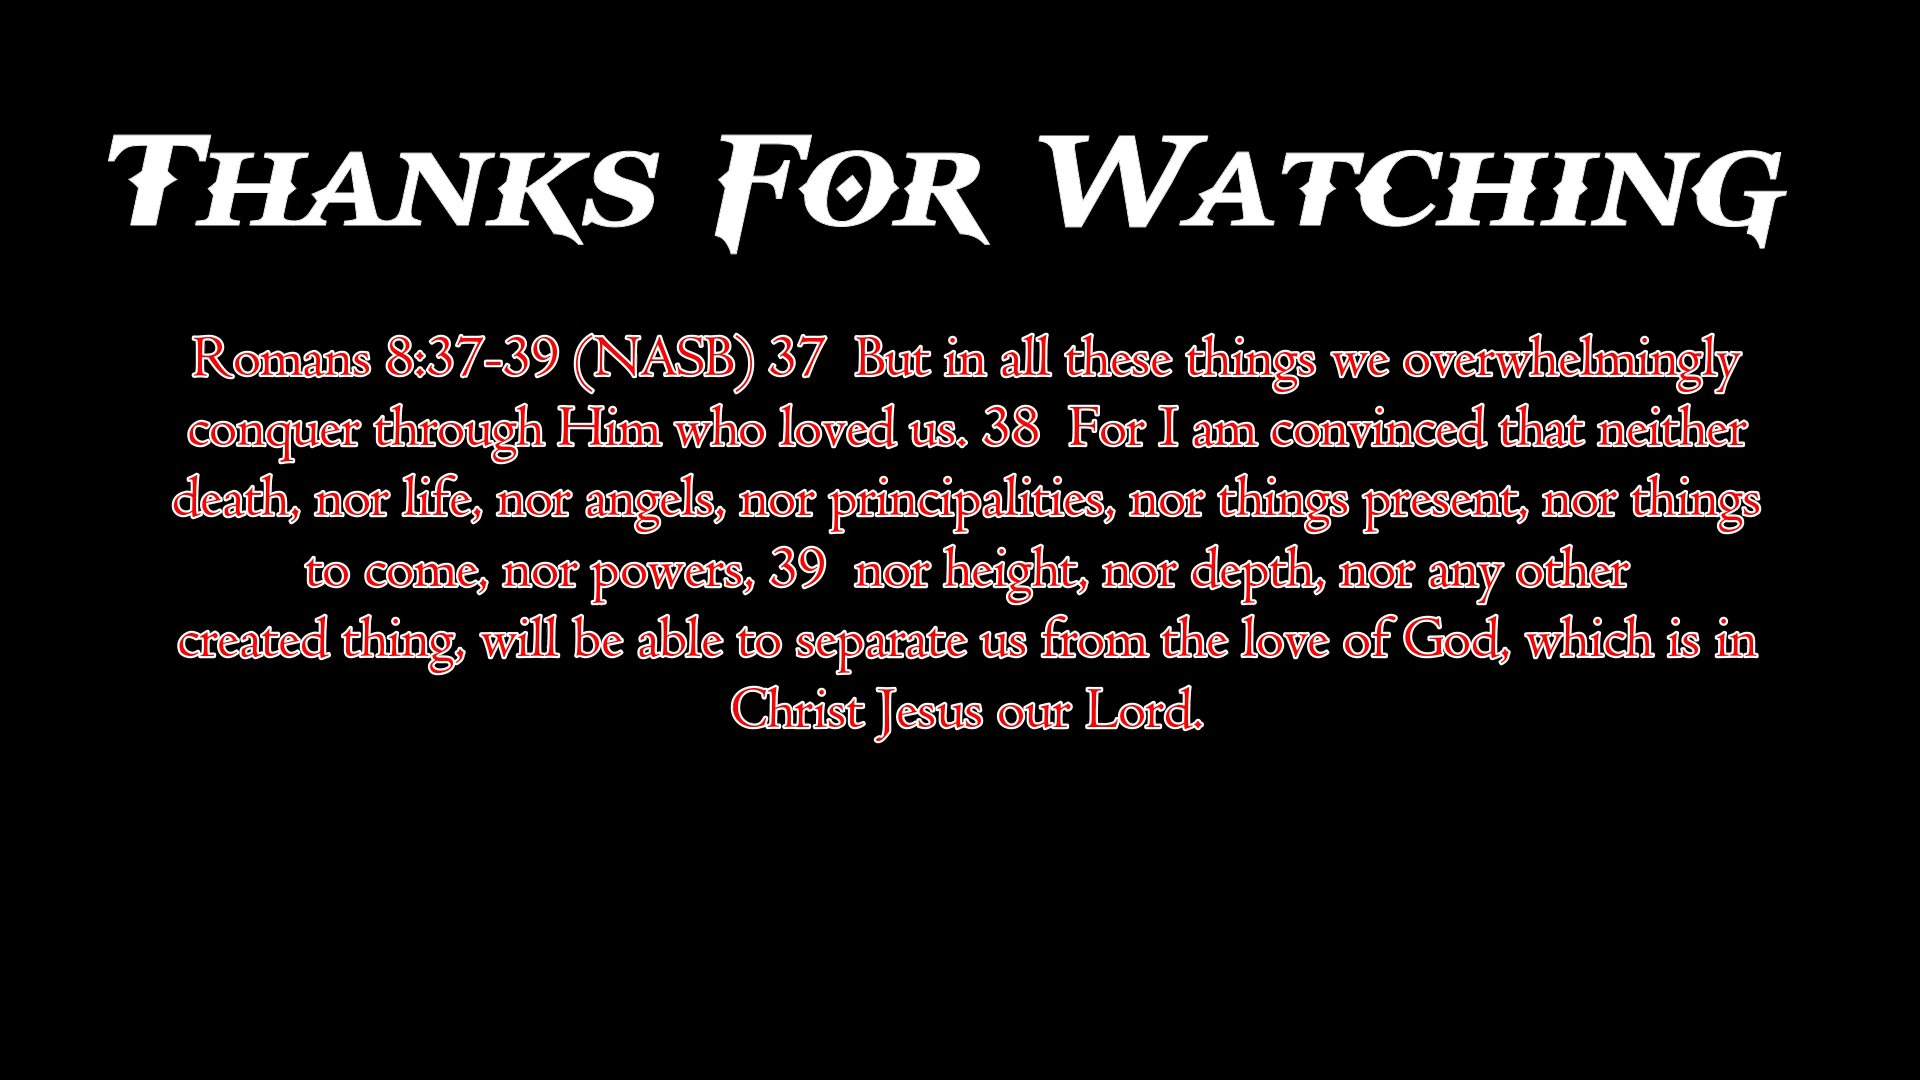 Thanks For Watching
Romans 8:37-39 (NASB) 37  But in all these things we overwhelmingly
conquer through Him who loved us. 38  For I am convinced that neither
death, nor life, nor angels, nor principalities, nor things present, nor things
to come, nor powers, 39  nor height, nor depth, nor any other
created thing, will be able to separate us from the love of God, which is in
Christ Jesus our Lord.